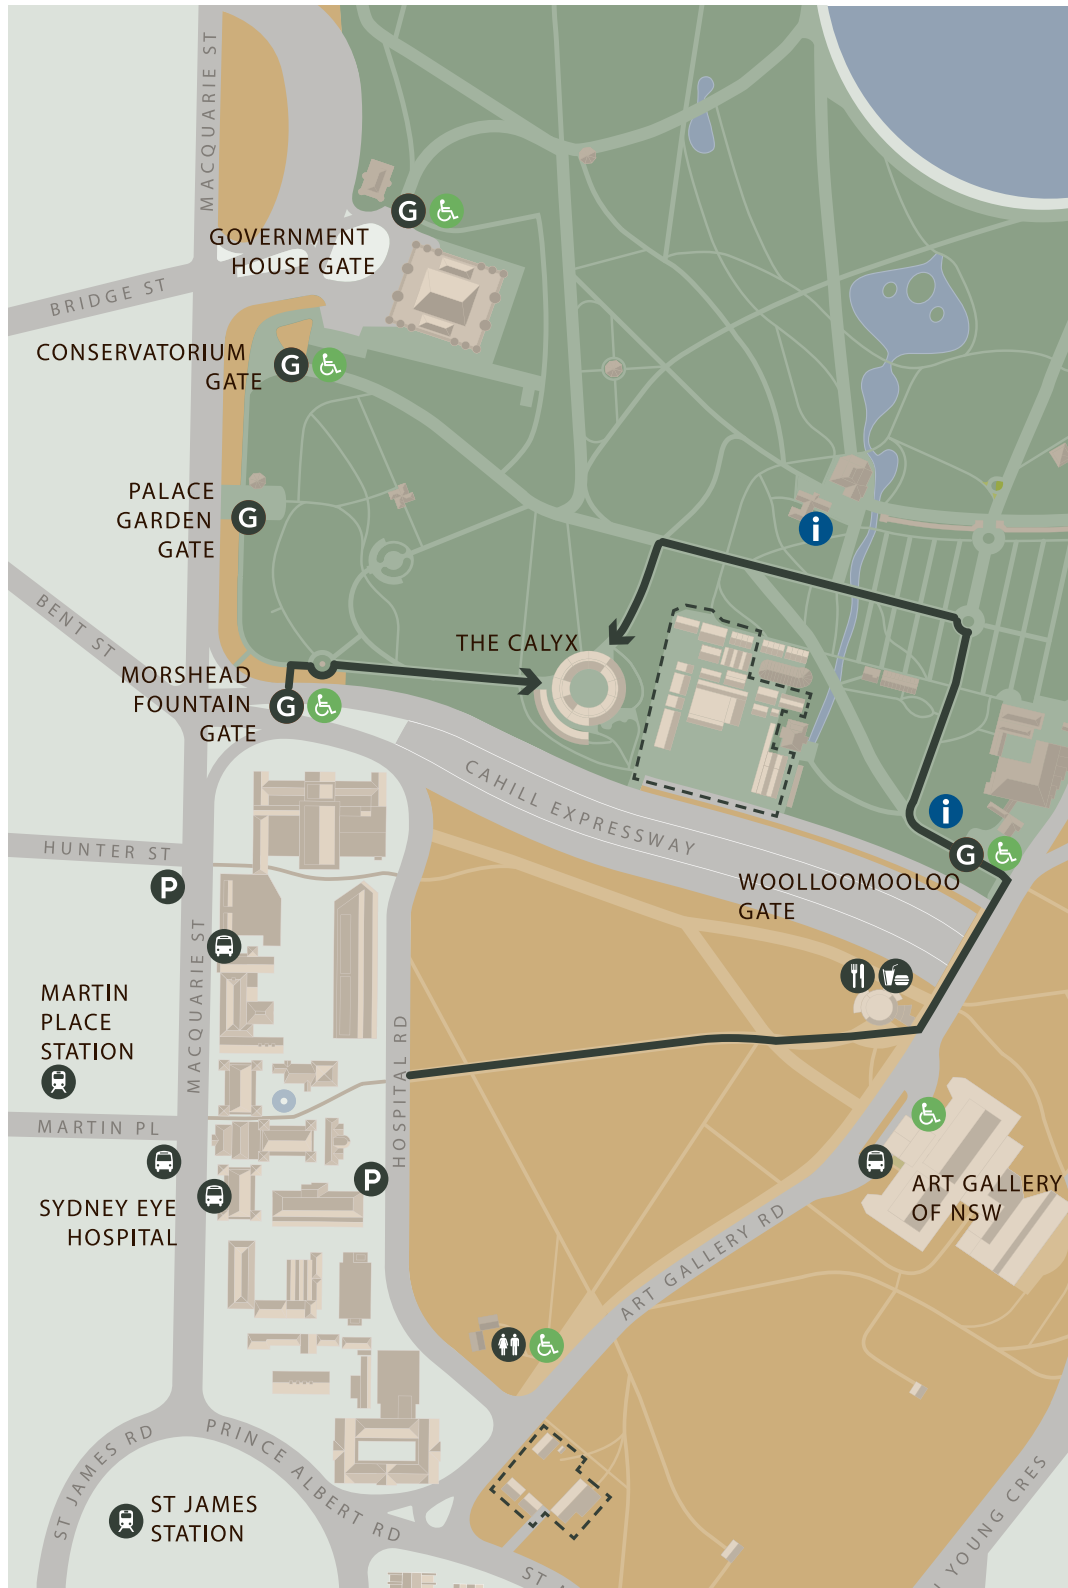 MACQUARIE ST
G
GOVERNMENT
HOUSE GATE
BRIDGE ST
CONSERVATORIUM
GATE
G
PALACE
GARDEN
GATE
G
i
BENT ST
THE CALYX
MORSHEAD
FOUNTAIN
GATE
G
CAHILL EXPRESSWAY
i
G
WOOLLOOMOOLOO
GATE
HUNTER ST
P
MACQUARIE ST
MARTIN
PLACE
STATION
HOSPITAL RD
MARTIN PL
P
SYDNEY EYE
HOSPITAL
ART GALLERY
OF NSW
ART GALLERY RD
ST JAMES RD
PRINCE ALBERT RD
ST JAMES
STATION
YOUNG CRES
ST